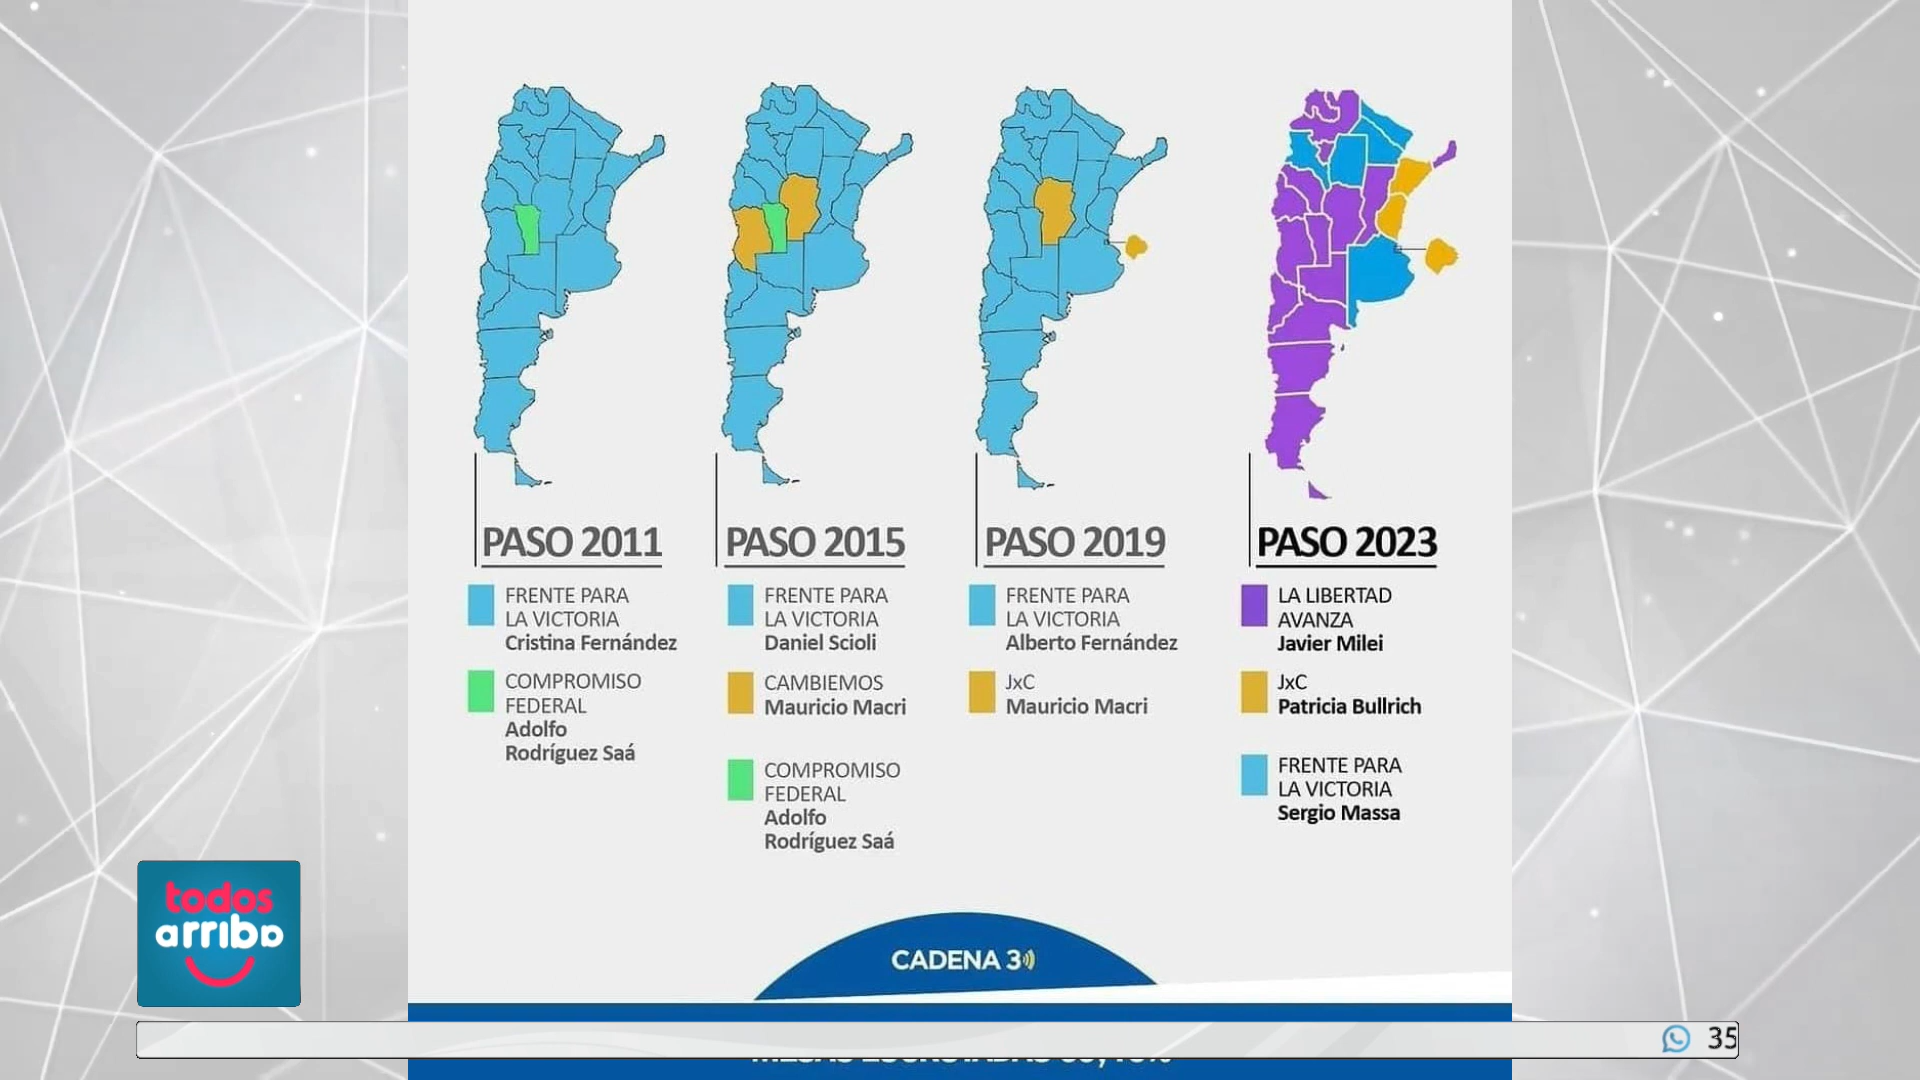 PASO 2011
FRENTE PARA
LA VICTORIA
Cristina Fernández
COMPROMISO
FEDERAL
Adolfo
Rodríguez Saá
PASO 2015
FRENTE PARA
LA VICTORIA
Daniel Scioli
CAMBIEMOS
Mauricio Macri
COMPROMISO
FEDERAL
Adolfo
Rodríguez Saá
PASO 2019
FRENTE PARA
LA VICTORIA
Alberto Fernández
JxC
Mauricio Macri
PASO 2023
LA LIBERTAD
AVANZA
Javier Milei
JxC
Patricia Bullrich
FRENTE PARA
LA VICTORIA
Sergio Massa
todos
arriba
CADENA 3
35